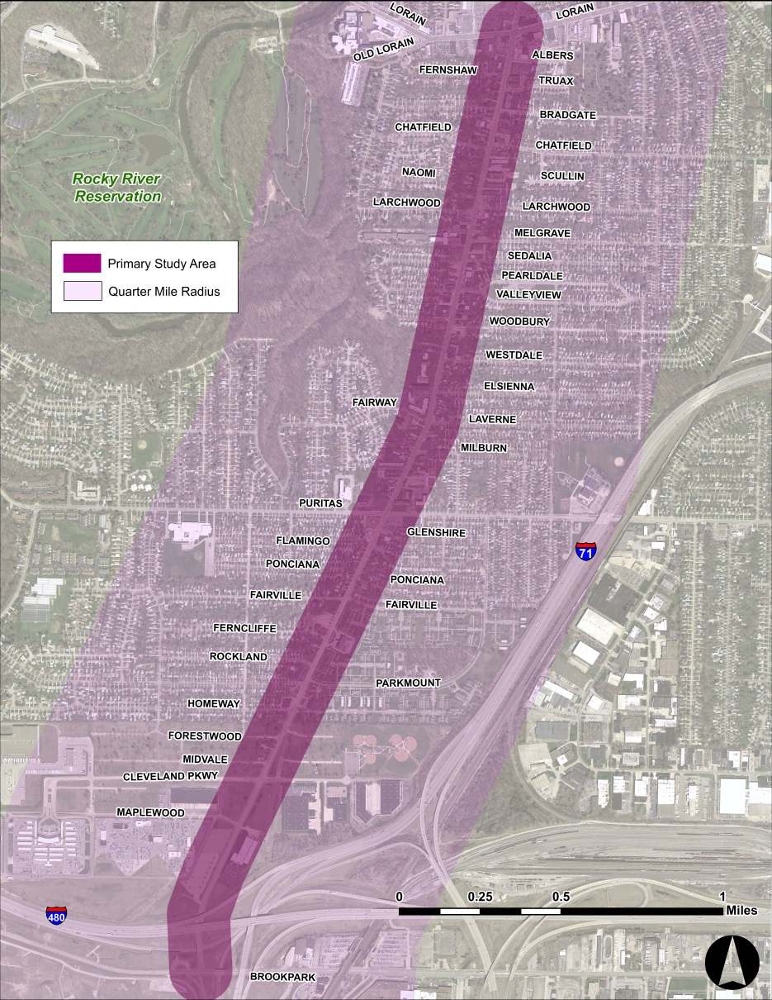 LORAIN
LORAIN
OLD LORAIN
ALBERS
FERNSHAW
TRUAX
BRADGATE
CHATFIELD
CHATFIELD
NAOMI
SCULLIN
Rocky River
Reservation
LARCHWOOD
LARCHWOOD
MELGRAVE
SEDALIA
Primary Study Area
Quarter Mile Radius
PEARLDALE
VALLEYVIEW
WOODBURY
WESTDALE
ELSIENNA
FAIRWAY
LAVERNE
MILBURN
PURITAS
GLENSHIRE
FLAMINGO
71
PONCIANA
PONCIANA
FAIRVILLE
FAIRVILLE
FERNCLIFFE
ROCKLAND
PARKMOUNT
HOMEWAY
FORESTWOOD
MIDVALE
CLEVELAND PKWY
MAPLEWOOD
0 0.25 0.5 1
Miles
480
BROOKPARK